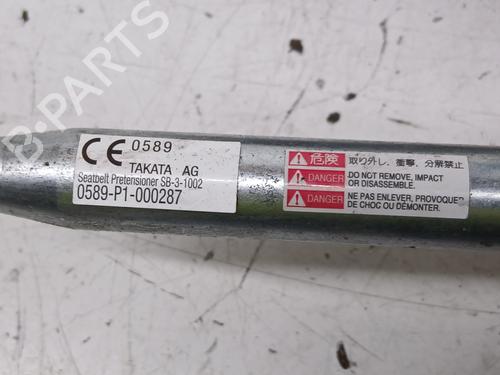 CE 0589
TAKATA AG
Seatbelt Pretensioner SB-3-1002
0589-P1-000287
危険 取り外し、衝撃、分解禁止
DANGER DO NOT REMOVE, IMPACT
OR DISASSEMBLE.
DANGER NE PAS ENLEVER, PROVOQUER
DE CHOC OU DÉMONTER.
B-PARTS